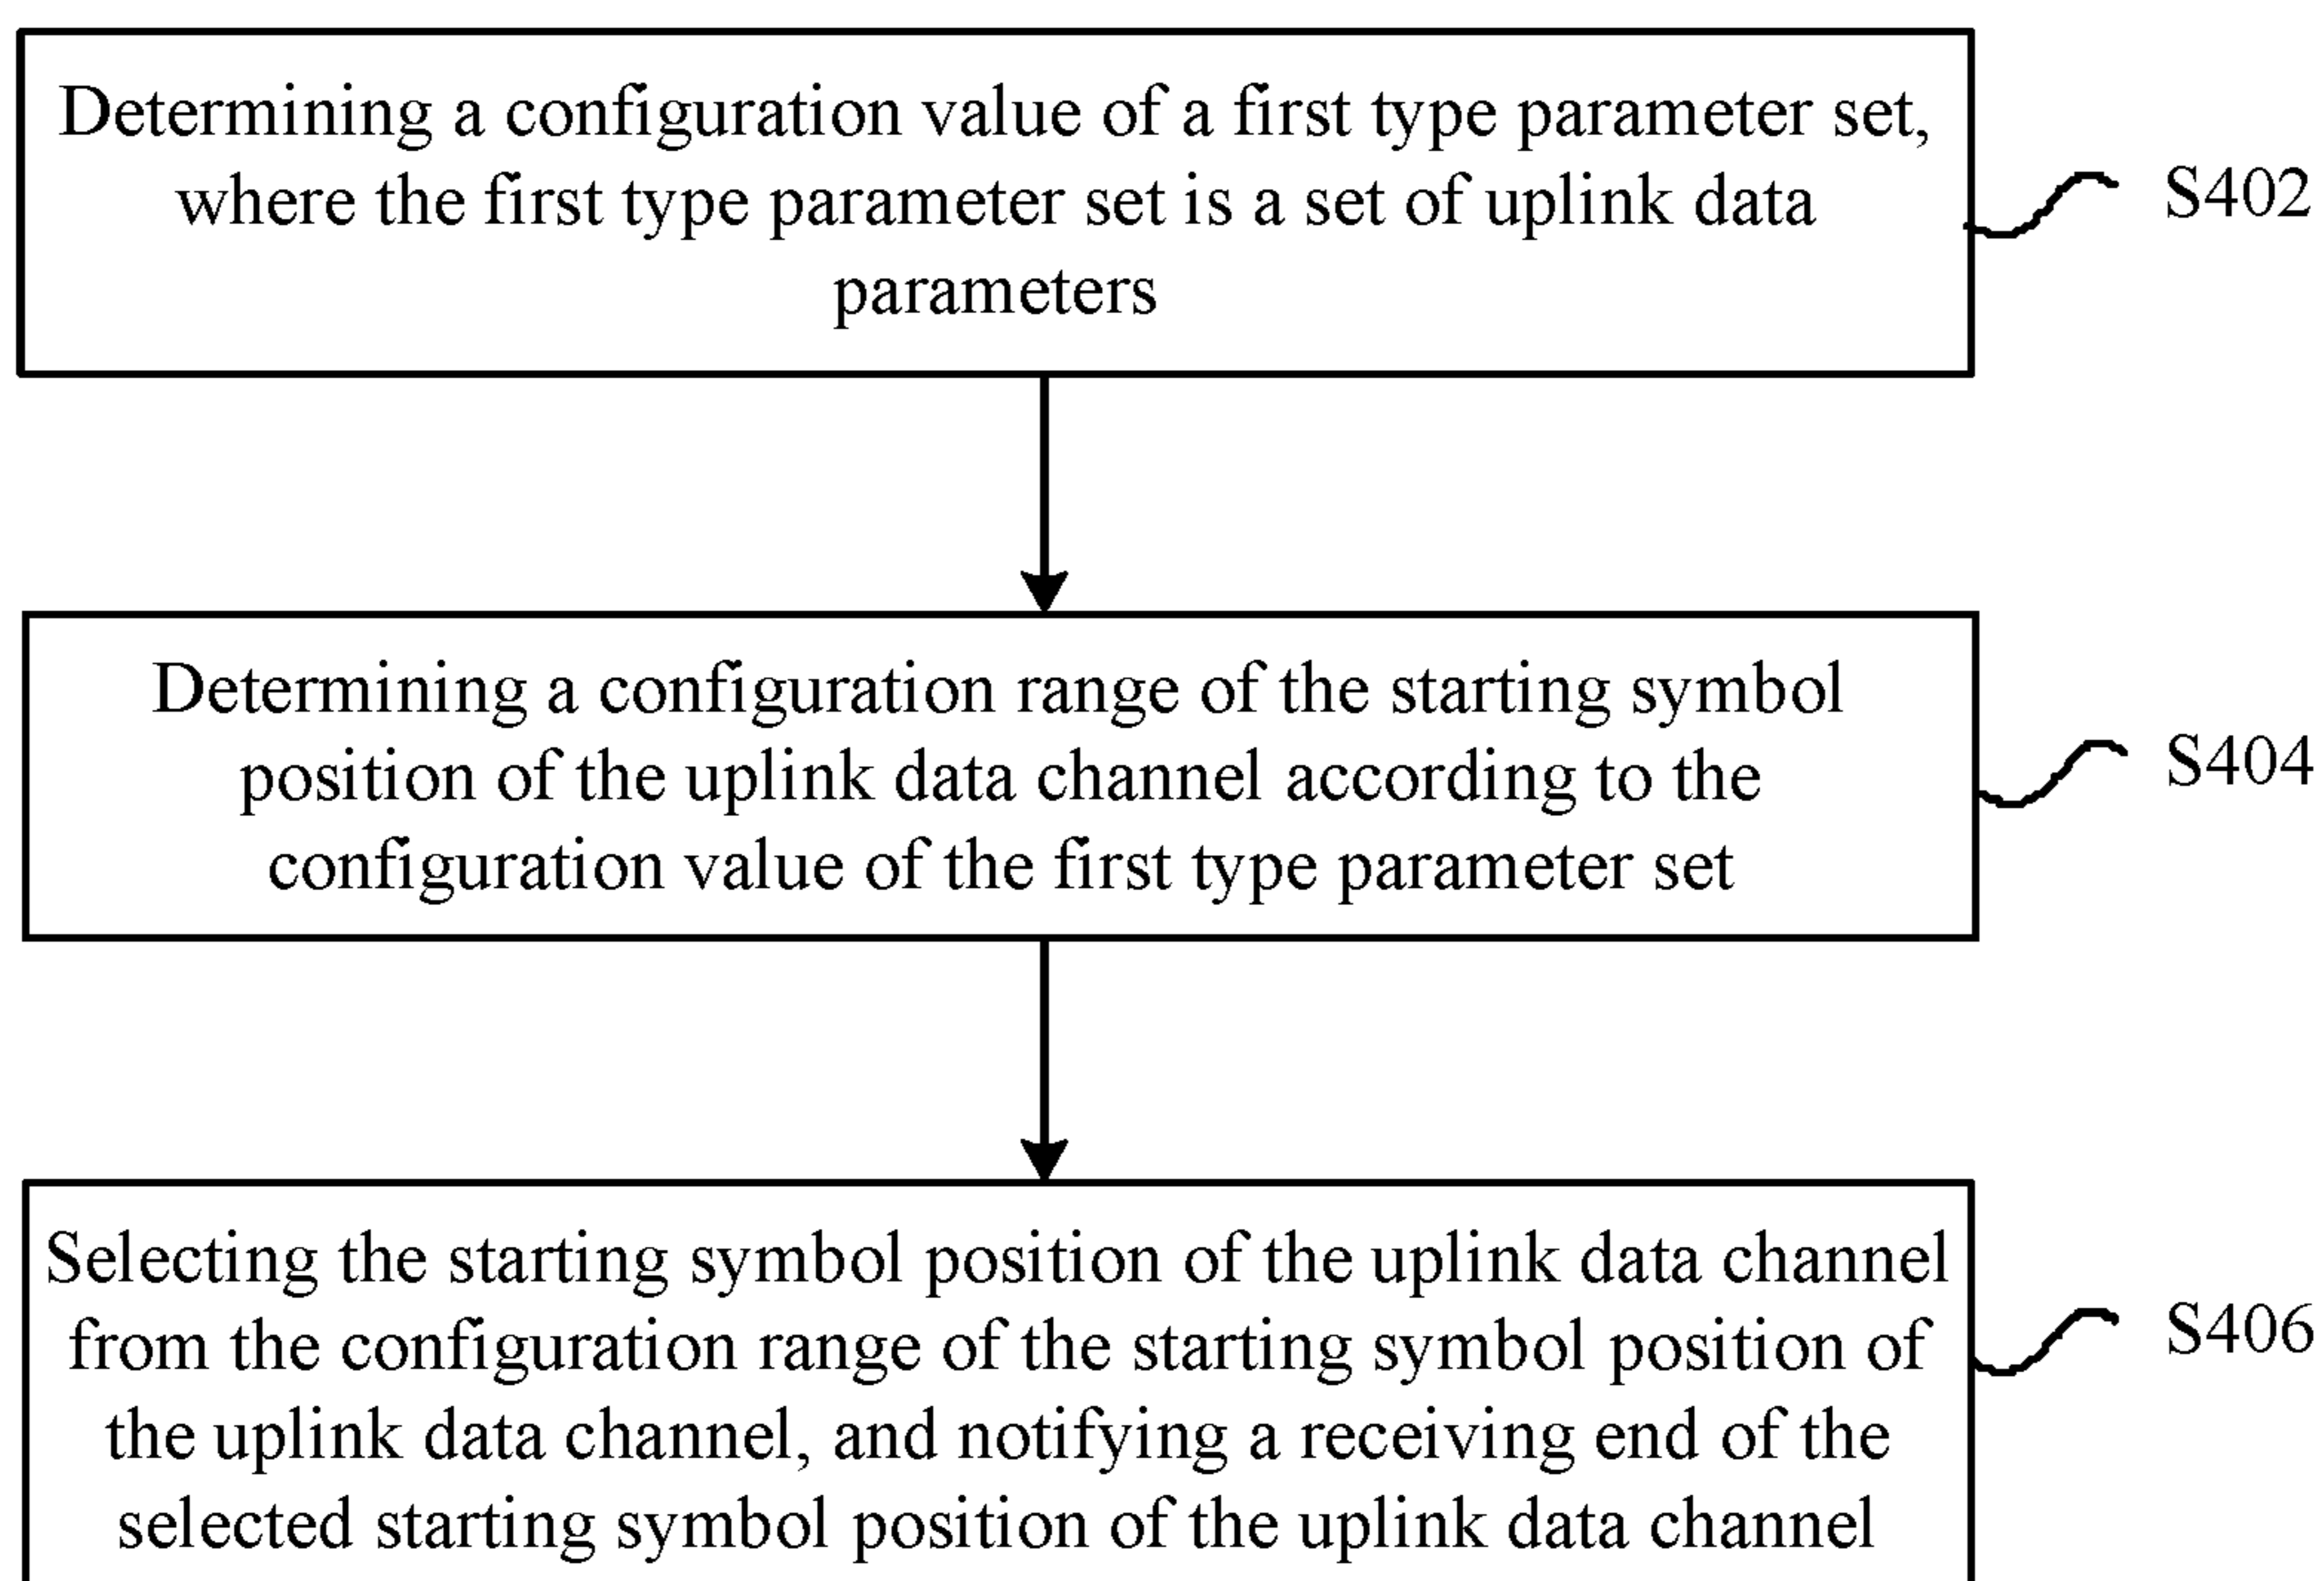 Determining a configuration value of a first type parameter set,
where the first type parameter set is a set of uplink data
parameters
S402
Determining a configuration range of the starting symbol
position of the uplink data channel according to the
configuration value of the first type parameter set
S404
Selecting the starting symbol position of the uplink data channel
from the configuration range of the starting symbol position of
the uplink data channel, and notifying a receiving end of the
selected starting symbol position of the uplink data channel
S406